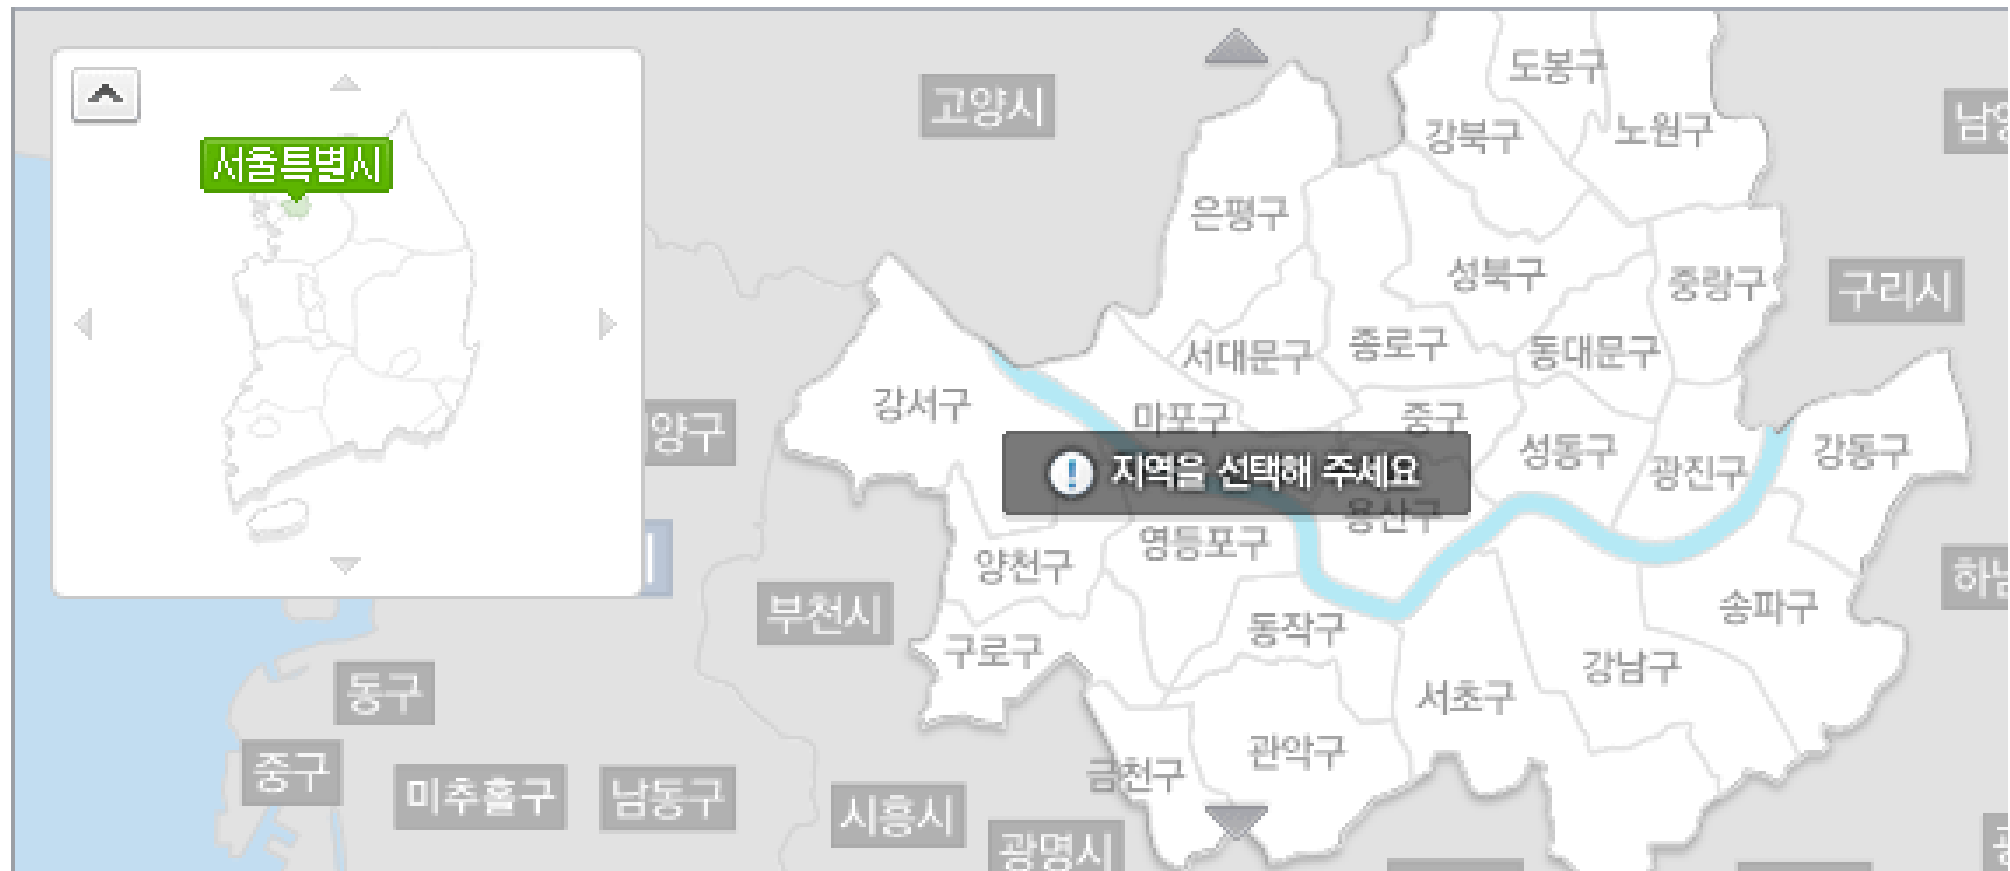 서울특별시
고양시
도봉구
강북구
노원구
은평구
성북구
중랑구
구리시
서대문구
종로구
동대문구
강서구
마포구
중구
양구
성동구
광진구
강동구
지역을 선택해 주세요
용산구
영등포구
양천구
부천시
송파구
동작구
구로구
강남구
동구
서초구
관악구
중구
금천구
미추홀구
남동구
시흥시
광명시